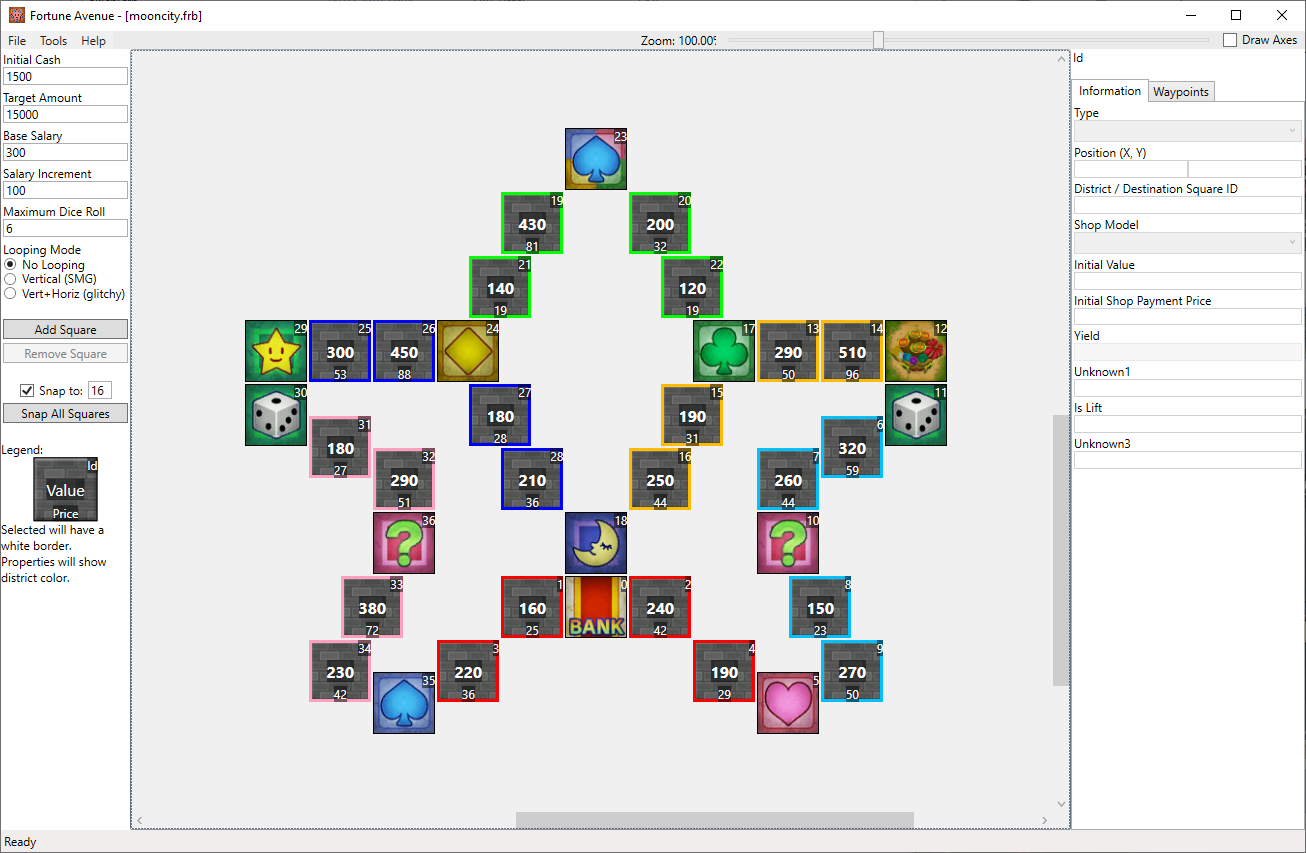 Fortune Avenue - [mooncity.frb]
File Tools Help
Zoom: 100.00%
Draw Axes
Initial Cash
1500
Target Amount
15000
Base Salary
300
Salary Increment
100
Maximum Dice Roll
6
Looping Mode
No Looping
Vertical (SMG)
Vert+Horiz (glitchy)
Add Square
Remove Square
Snap to: 16
Snap All Squares
Legend:
Id
Value
Price
Selected will have a
white border.
Properties will show
district color.
23
19 20
430 200
81 32
21 22
140 120
19 19
29 25 26 24 17 13 14 12
300 450 290 510
53 88 50 96
30 27 15 11
180 190
28 31
31 6
180 320
27 59
32 28 16 7
290 210 250 260
51 36 44 44
36 18 10
33 1 0 2 8
380 160 BANK 240 150
72 25 42 23
34 3 4 9
230 220 190 270
42 36 29 50
35 5
Id
Information Waypoints
Type
Position (X, Y)
District / Destination Square ID
Shop Model
Initial Value
Initial Shop Payment Price
Yield
Unknown1
Is Lift
Unknown3
Ready